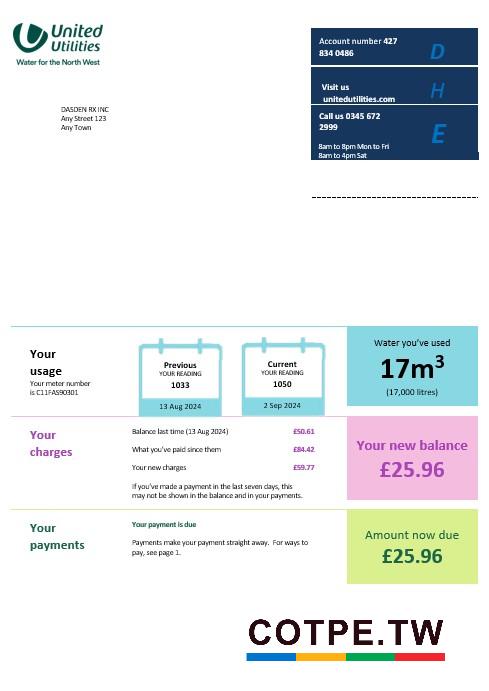 United
Utilities
Water for the North West
Account number 427
834 0486
D
Visit us
unitedutilities.com
H
Call us 0345 672
2999
E
8am to 8pm Mon to Fri
8am to 4pm Sat
DASDEN RX INC
Any Street 123
Any Town
Your
usage
Your meter number
is C11FAS90301
Previous
YOUR READING
1033
13 Aug 2024
Current
YOUR READING
1050
2 Sep 2024
Water you've used
17m³
(17,000 litres)
Your
charges
Balance last time (13 Aug 2024) £50.61
What you've paid since them £84.42
Your new charges £59.77
If you've made a payment in the last seven days, this
may not be shown in the balance and in your payments.
Your new balance
£25.96
Your
payments
Your payment is due
Payments make your payment straight away. For ways to
pay, see page 1.
Amount now due
£25.96
COTPE.TW